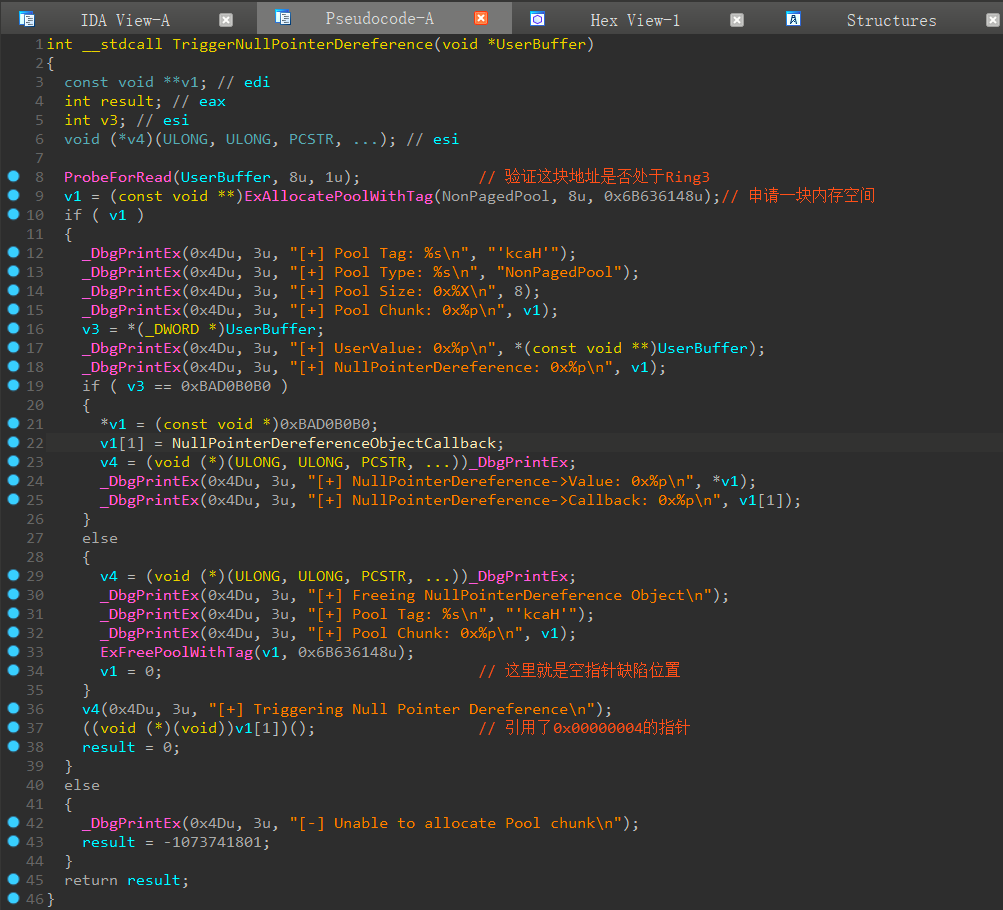 IDA View-A Pseudocode-A Hex View-1 Structures
1 int __stdcall TriggerNullPointerDereference(void *UserBuffer)
2 {
3 const void **v1; // edi
4 int result; // eax
5 int v3; // esi
6 void (*v4)(ULONG, ULONG, PCSTR, ...); // esi
7
8 ProbeForRead(UserBuffer, 8u, 1u); // 验证这块地址是否处于Ring3
9 v1 = (const void **)ExAllocatePoolWithTag(NonPagedPool, 8u, 0x6B636148u);// 申请一块内存空间
10 if ( v1 )
11 {
12 _DbgPrintEx(0x4Du, 3u, "[+] Pool Tag: %s\n", "'kcaH'");
13 _DbgPrintEx(0x4Du, 3u, "[+] Pool Type: %s\n", "NonPagedPool");
14 _DbgPrintEx(0x4Du, 3u, "[+] Pool Size: 0x%X\n", 8);
15 _DbgPrintEx(0x4Du, 3u, "[+] Pool Chunk: 0x%p\n", v1);
16 v3 = *(_DWORD *)UserBuffer;
17 _DbgPrintEx(0x4Du, 3u, "[+] UserValue: 0x%p\n", *(const void **)UserBuffer);
18 _DbgPrintEx(0x4Du, 3u, "[+] NullPointerDereference: 0x%p\n", v1);
19 if ( v3 == 0xBAD0B0B0 )
20 {
21 *v1 = (const void *)0xBAD0B0B0;
22 v1[1] = NullPointerDereferenceObjectCallback;
23 v4 = (void (*)(ULONG, ULONG, PCSTR, ...))_DbgPrintEx;
24 _DbgPrintEx(0x4Du, 3u, "[+] NullPointerDereference->Value: 0x%p\n", *v1);
25 _DbgPrintEx(0x4Du, 3u, "[+] NullPointerDereference->Callback: 0x%p\n", v1[1]);
26 }
27 else
28 {
29 v4 = (void (*)(ULONG, ULONG, PCSTR, ...))_DbgPrintEx;
30 _DbgPrintEx(0x4Du, 3u, "[+] Freeing NullPointerDereference Object\n");
31 _DbgPrintEx(0x4Du, 3u, "[+] Pool Tag: %s\n", "'kcaH'");
32 _DbgPrintEx(0x4Du, 3u, "[+] Pool Chunk: 0x%p\n", v1);
33 ExFreePoolWithTag(v1, 0x6B636148u);
34 v1 = 0; // 这里就是空指针缺陷位置
35 }
36 v4(0x4Du, 3u, "[+] Triggering Null Pointer Dereference\n");
37 ((void (*)(void))v1[1])(); // 引用了0x00000004的指针
38 result = 0;
39 }
40 else
41 {
42 _DbgPrintEx(0x4Du, 3u, "[-] Unable to allocate Pool chunk\n");
43 result = -1073741801;
44 }
45 return result;
46 }